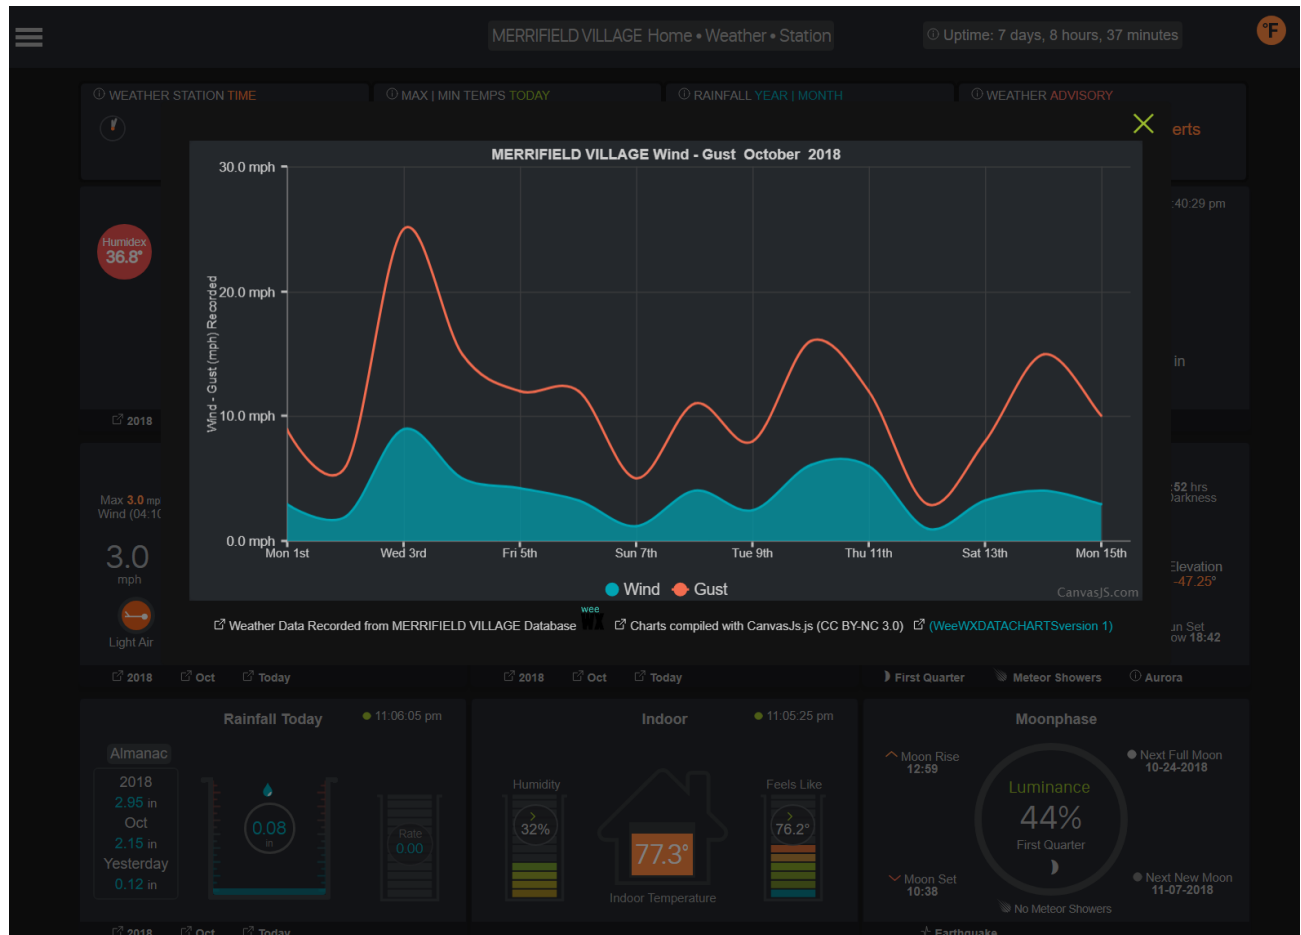 MERRIFIELD VILLAGE Home • Weather • Station
Uptime: 7 days, 8 hours, 37 minutes
°F
WEATHER STATION TIME
MAX | MIN TEMPS TODAY
RAINFALL YEAR | MONTH
WEATHER ADVISORY
erts
MERRIFIELD VILLAGE Wind - Gust October 2018
30.0 mph
20.0 mph
10.0 mph
0.0 mph
Wind - Gust (mph) Recorded
Mon 1st
Wed 3rd
Fri 5th
Sun 7th
Tue 9th
Thu 11th
Sat 13th
Mon 15th
Wind
Gust
CanvasJS.com
Weather Data Recorded from MERRIFIELD VILLAGE Database
wee
WX
Charts compiled with CanvasJs.js (CC BY-NC 3.0)
(WeeWXDATACHARTSversion 1)
Humidex
36.8°
:40:29 pm
in
2018
Max 3.0 mp
Wind (04:10
3.0
mph
Light Air
:52 hrs
Darkness
Elevation
-47.25°
un Set
ow 18:42
2018
Oct
Today
2018
Oct
Today
First Quarter
Meteor Showers
Aurora
Rainfall Today
11:06:05 pm
Almanac
2018
2.95 in
Oct
2.15 in
Yesterday
0.12 in
0.08
in
Rate
0.00
Indoor
11:05:25 pm
Humidity
32%
77.3°
Indoor Temperature
Feels Like
76.2°
Moonphase
Moon Rise
12:59
Next Full Moon
10-24-2018
Luminance
44%
First Quarter
Moon Set
10:38
Next New Moon
11-07-2018
No Meteor Showers
2018
Oct
Today
Earthquake